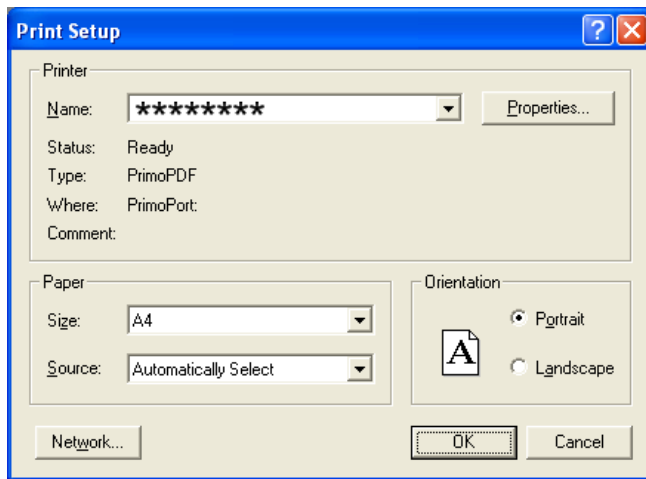 Print Setup
Printer
Name: ******** Properties...
Status: Ready
Type: PrimoPDF
Where: PrimoPort:
Comment:
Paper
Size: A4
Source: Automatically Select
Orientation
A
Portrait
Landscape
Network... OK Cancel